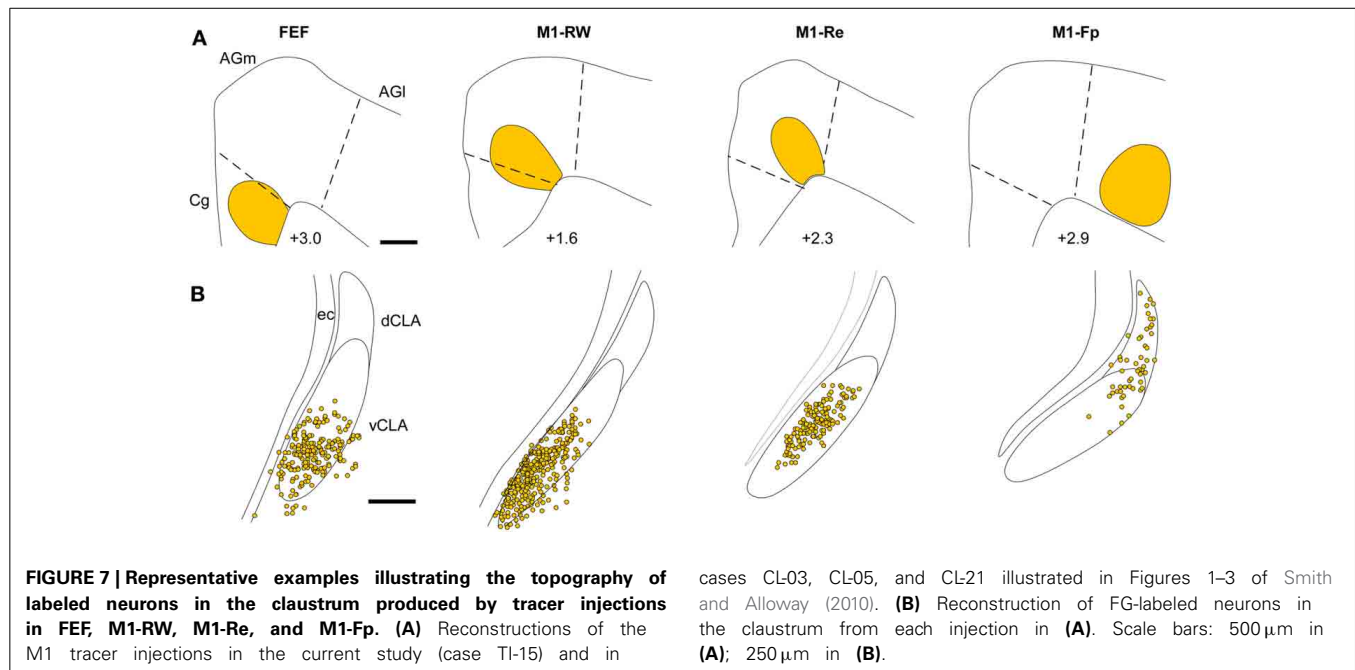 A
FEF
M1-RW
M1-Re
M1-Fp
AGm
AGl
Cg
+3.0
+1.6
+2.3
+2.9
B
ec
dCLA
vCLA
FIGURE 7 | Representative examples illustrating the topography of
labeled neurons in the claustrum produced by tracer injections
in FEF, M1-RW, M1-Re, and M1-Fp. (A) Reconstructions of the
M1 tracer injections in the current study (case TI-15) and in
cases CL-03, CL-05, and CL-21 illustrated in Figures 1–3 of Smith
and Alloway (2010). (B) Reconstruction of FG-labeled neurons in
the claustrum from each injection in (A). Scale bars: 500 μm in
(A); 250 μm in (B).